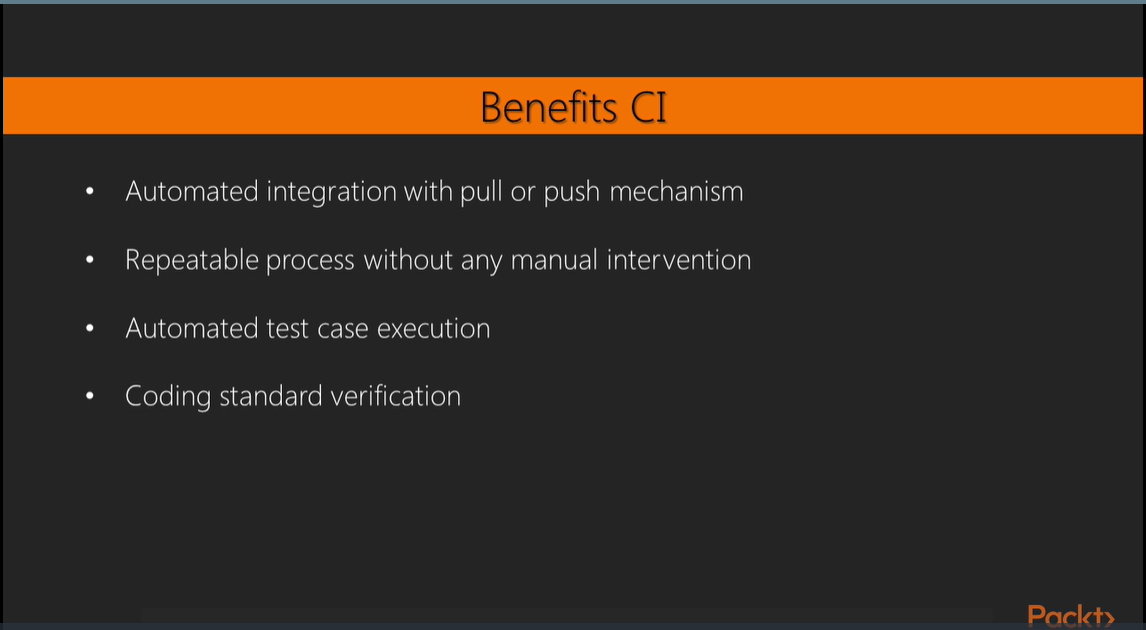 Benefits CI
• Automated integration with pull or push mechanism
• Repeatable process without any manual intervention
• Automated test case execution
• Coding standard verification
Packt>